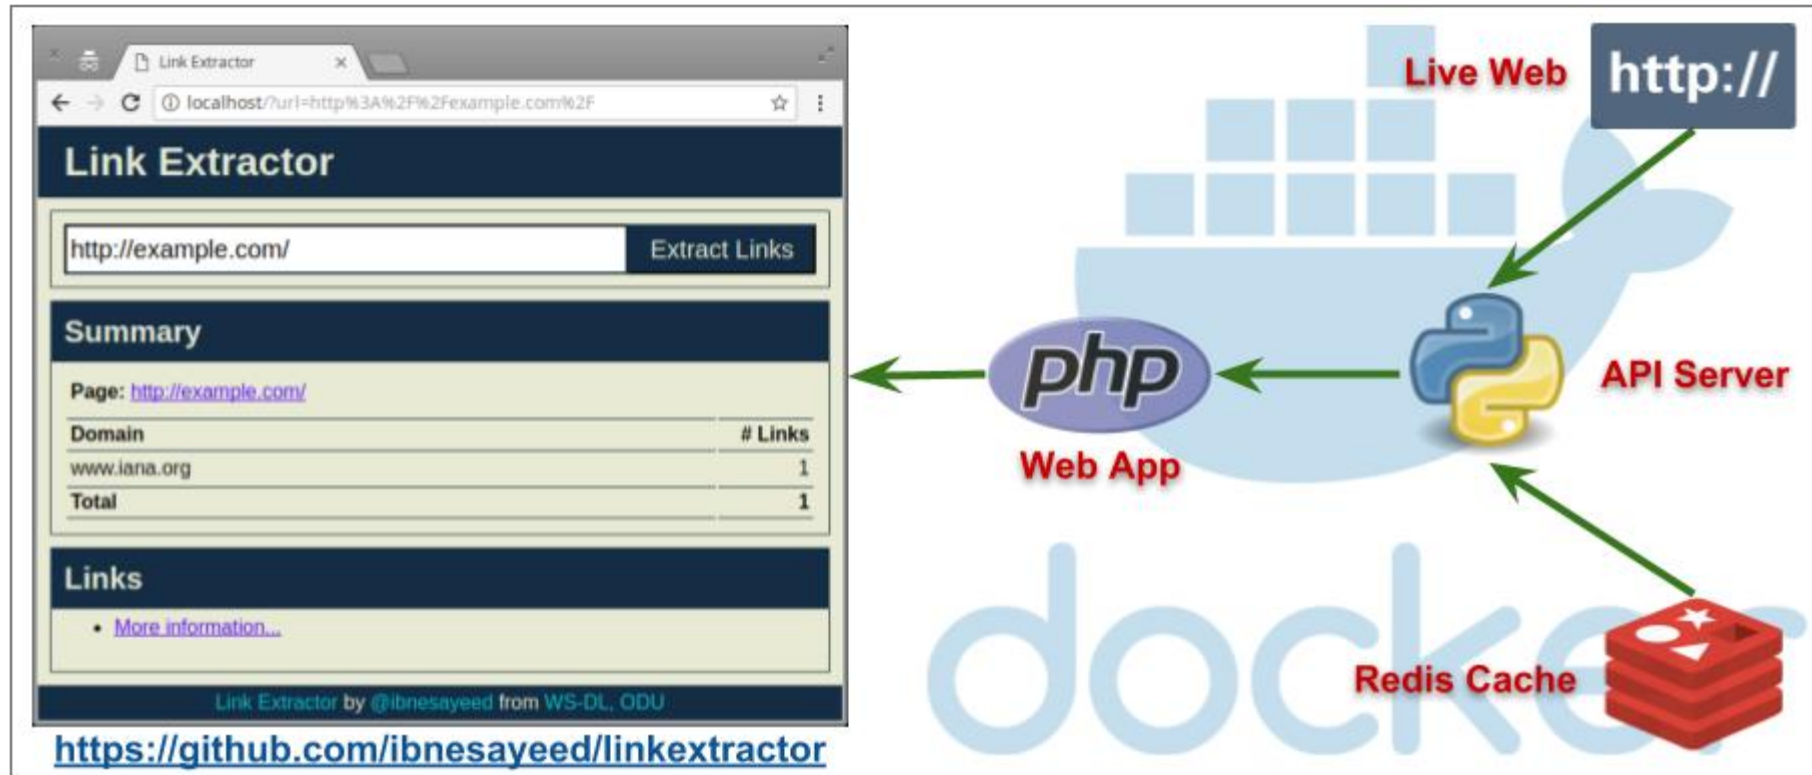 Link Extractor
localhost/?url=http%3A%2F%2Fexample.com%2F
Link Extractor
http://example.com/ Extract Links
Summary
Page: http://example.com/
Domain # Links
www.iana.org 1
Total 1
Links
• More information...
Link Extractor by @ibnesayeed from WS-DL, ODU
https://github.com/ibnesayeed/linkextractor
Live Web
http://
php
Web App
API Server
Redis Cache
docker